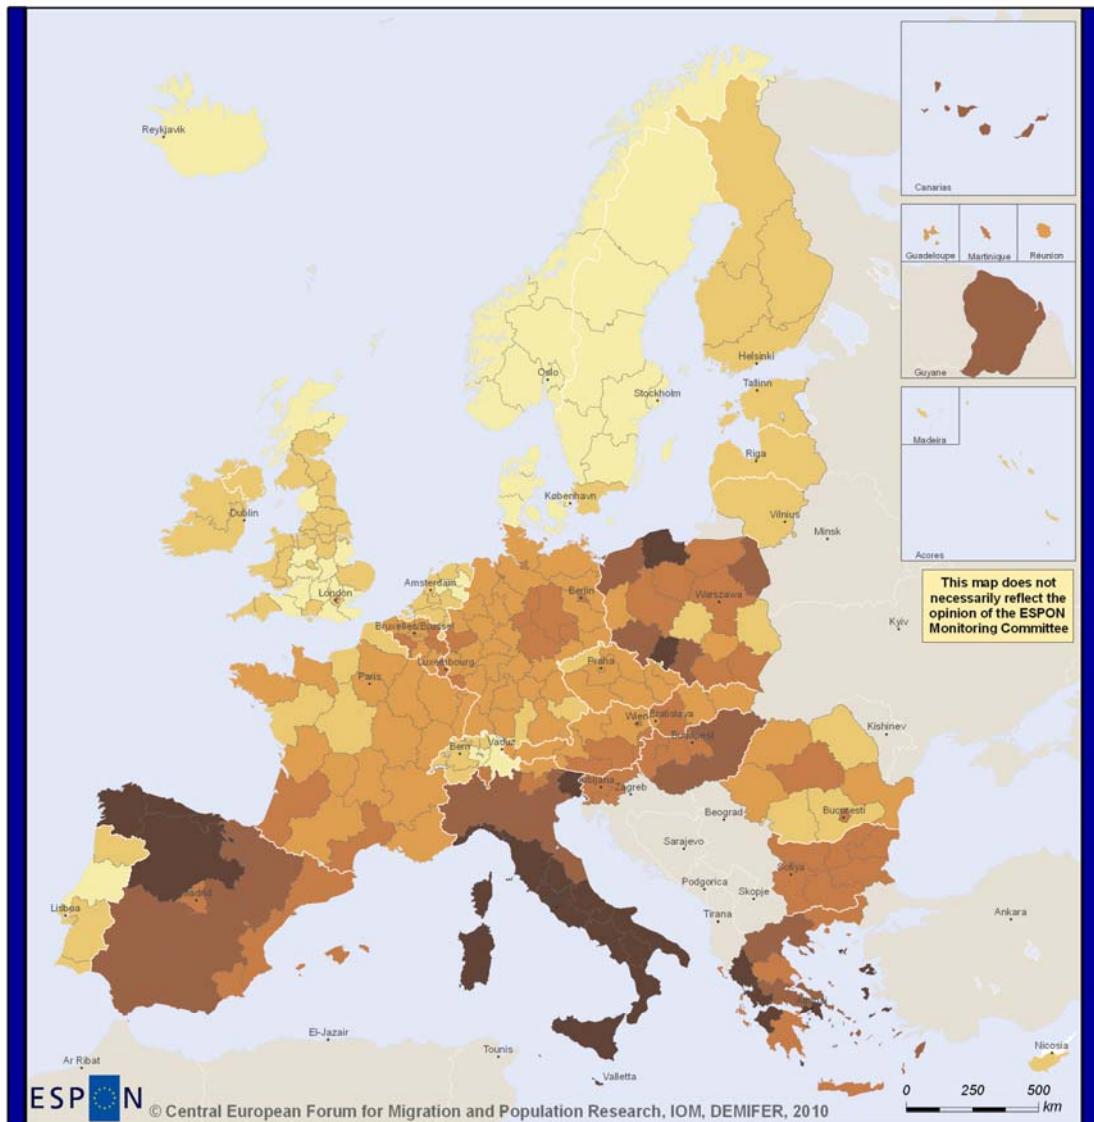 Reykjavik
Canarias
Guadeloupe
Martinique
Réunion
Guyane
Madeira
Acores
This map does not
necessarily reflect the
opinion of the ESPON
Monitoring Committee
Oslo
Stockholm
Helsinki
Tallinn
Riga
København
Vilnius
Minsk
Dublin
London
Amsterdam
Berlin
Warszawa
Kyiv
Bruxelles/Brussel
Luxembourg
Paris
Praha
Wien
Bratislava
Budapest
Kishinev
Bern
Vaduz
Ljubljana
Zagreb
Beograd
Bucuresti
Sarajevo
Sofiya
Podgorica
Skopje
Tirana
Ankara
Lisboa
Madrid
El-Jazair
Tounis
Ar Ribat
Valletta
Nicosia
0 250 500
km
ESPON
© Central European Forum for Migration and Population Research, IOM, DEMIFER, 2010